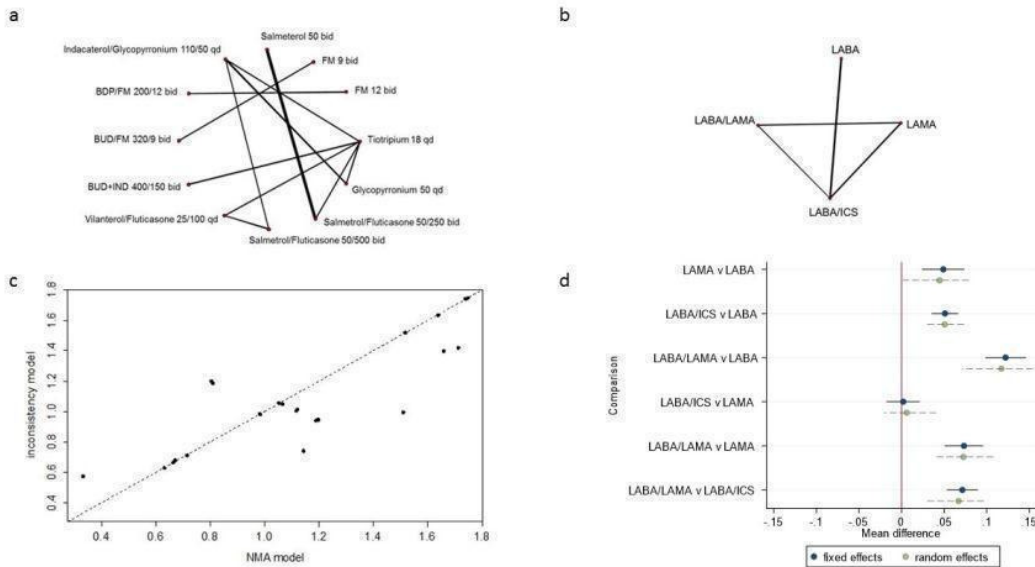 a
Salmeterol 50 bid
Indacaterol/Glycopyrronium 110/50 qd
FM 9 bid
BDP/FM 200/12 bid
FM 12 bid
BUD/FM 320/9 bid
Tiotripium 18 qd
BUD+IND 400/150 bid
Glycopyrronium 50 qd
Vilanterol/Fluticasone 25/100 qd
Salmetrol/Fluticasone 50/250 bid
Salmetrol/Fluticasone 50/500 bid
b
LABA
LABA/LAMA
LAMA
LABA/ICS
c
inconsistency model
1.8
1.6
1.4
1.2
1.0
0.8
0.6
0.4
0.4 0.6 0.8 1.0 1.2 1.4 1.6 1.8
NMA model
d
Comparison
LAMA v LABA
LABA/ICS v LABA
LABA/LAMA v LABA
LABA/ICS v LAMA
LABA/LAMA v LAMA
LABA/LAMA v LABA/ICS
-.15 -.1 -.05 0 .05 .1 .15
Mean difference
fixed effects random effects